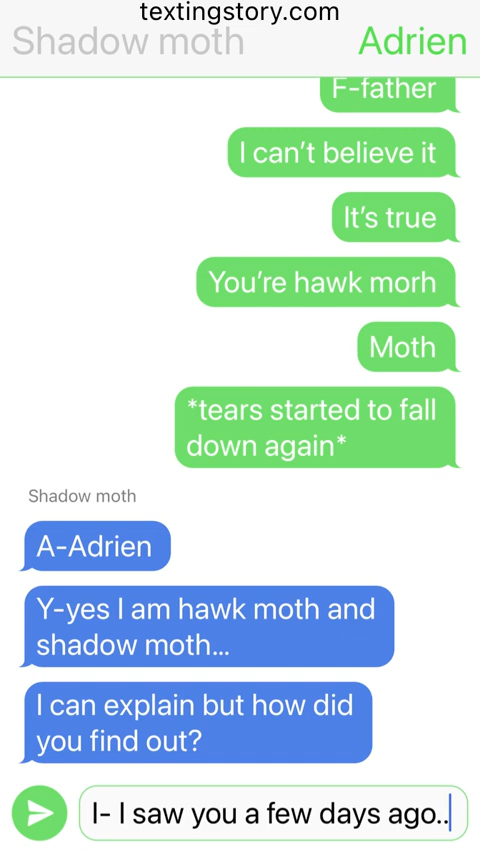 textingstory.com
Shadow moth
Adrien
F-father
I can’t believe it
It’s true
You’re hawk morh
Moth
*tears started to fall
down again*
Shadow moth
A-Adrien
Y-yes I am hawk moth and
shadow moth...
I can explain but how did
you find out?
I- I saw you a few days ago..